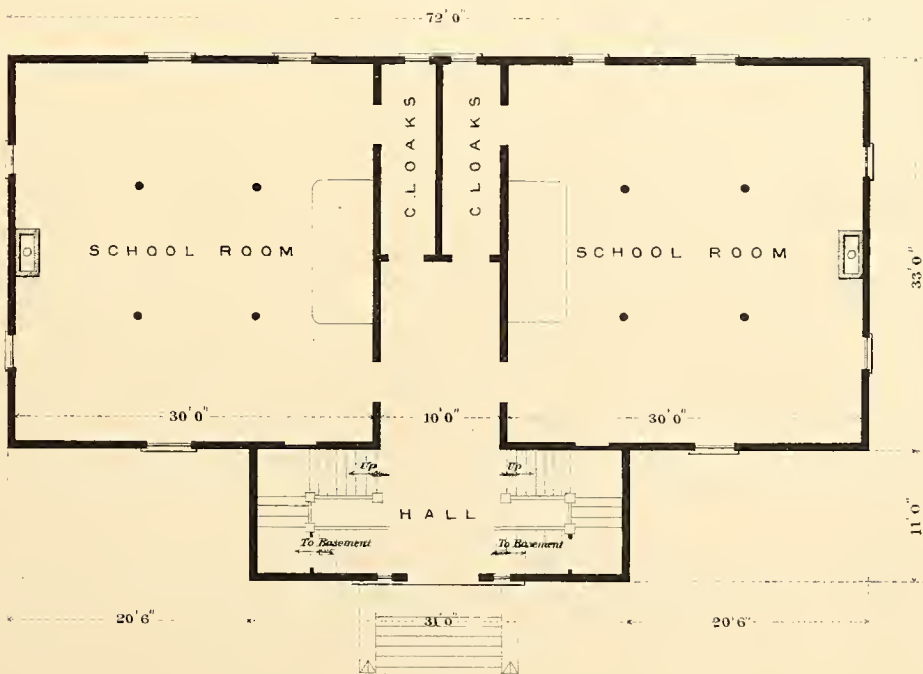 72'0"
CLOAKS
CLOAKS
SCHOOL ROOM
SCHOOL ROOM
33'0"
30'0"
10'0"
30'0"
Up
Up
HALL
To Basement
To Basement
11'0"
20'6"
31'0
20'6"